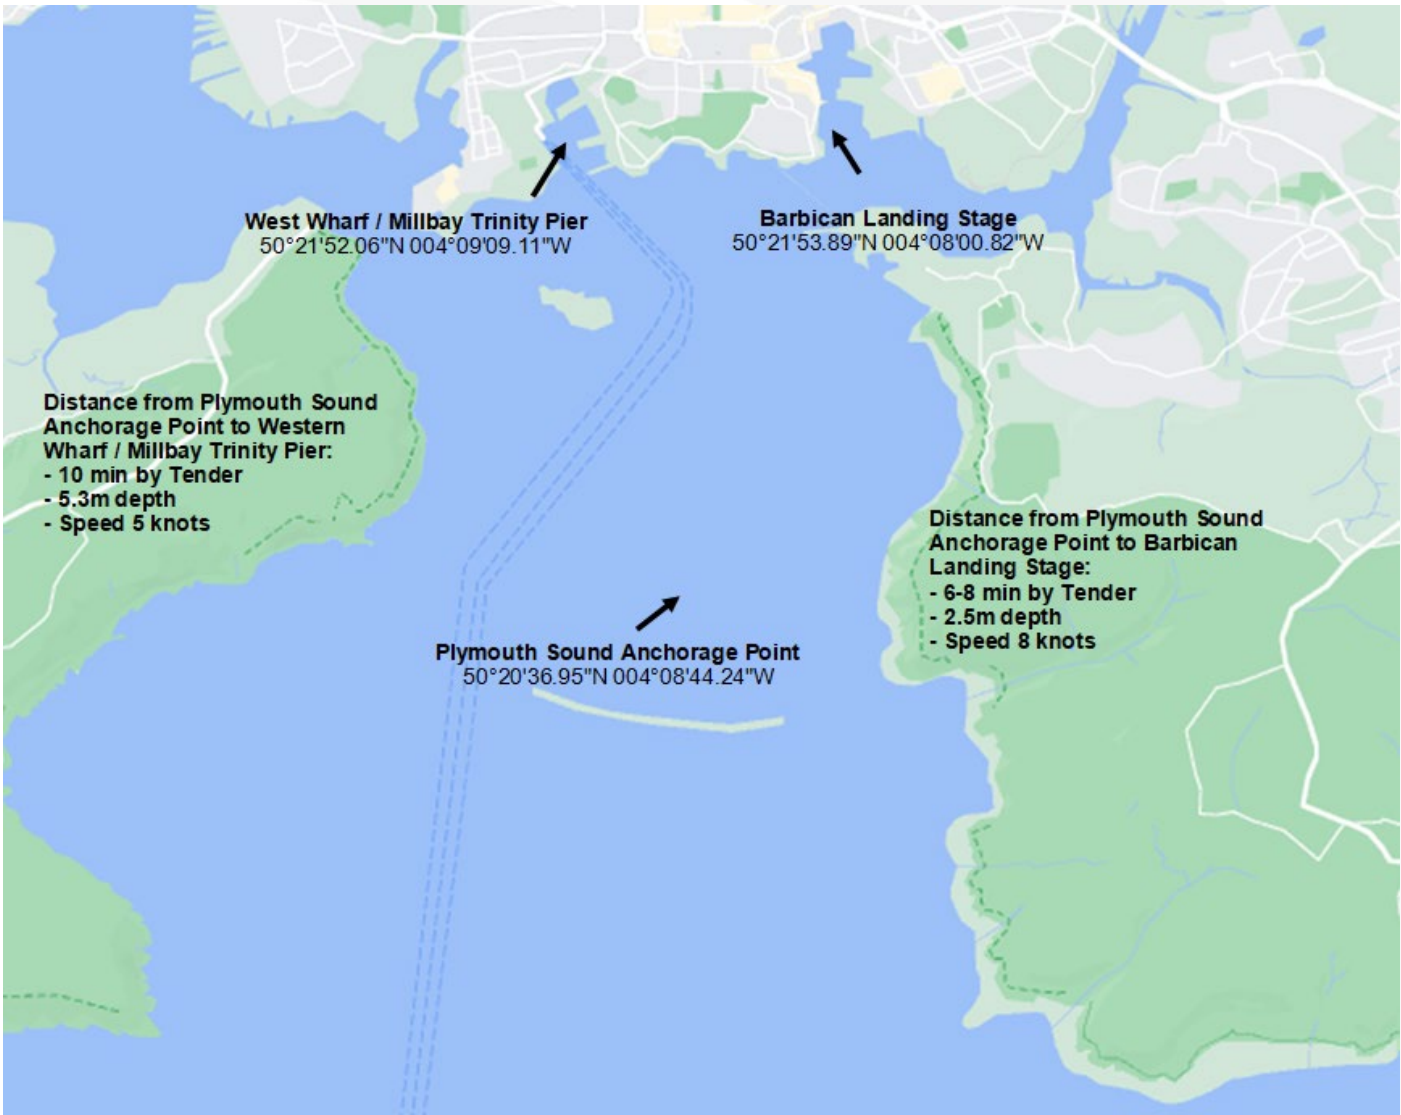 West Wharf / Millbay Trinity Pier
50°21'52.06"N 004°09'09.11"W
Barbican Landing Stage
50°21'53.89"N 004°08'00.82"W
Distance from Plymouth Sound
Anchorage Point to Western
Wharf / Millbay Trinity Pier:
- 10 min by Tender
- 5.3m depth
- Speed 5 knots
Distance from Plymouth Sound
Anchorage Point to Barbican
Landing Stage:
- 6-8 min by Tender
- 2.5m depth
- Speed 8 knots
Plymouth Sound Anchorage Point
50°20'36.95"N 004°08'44.24"W